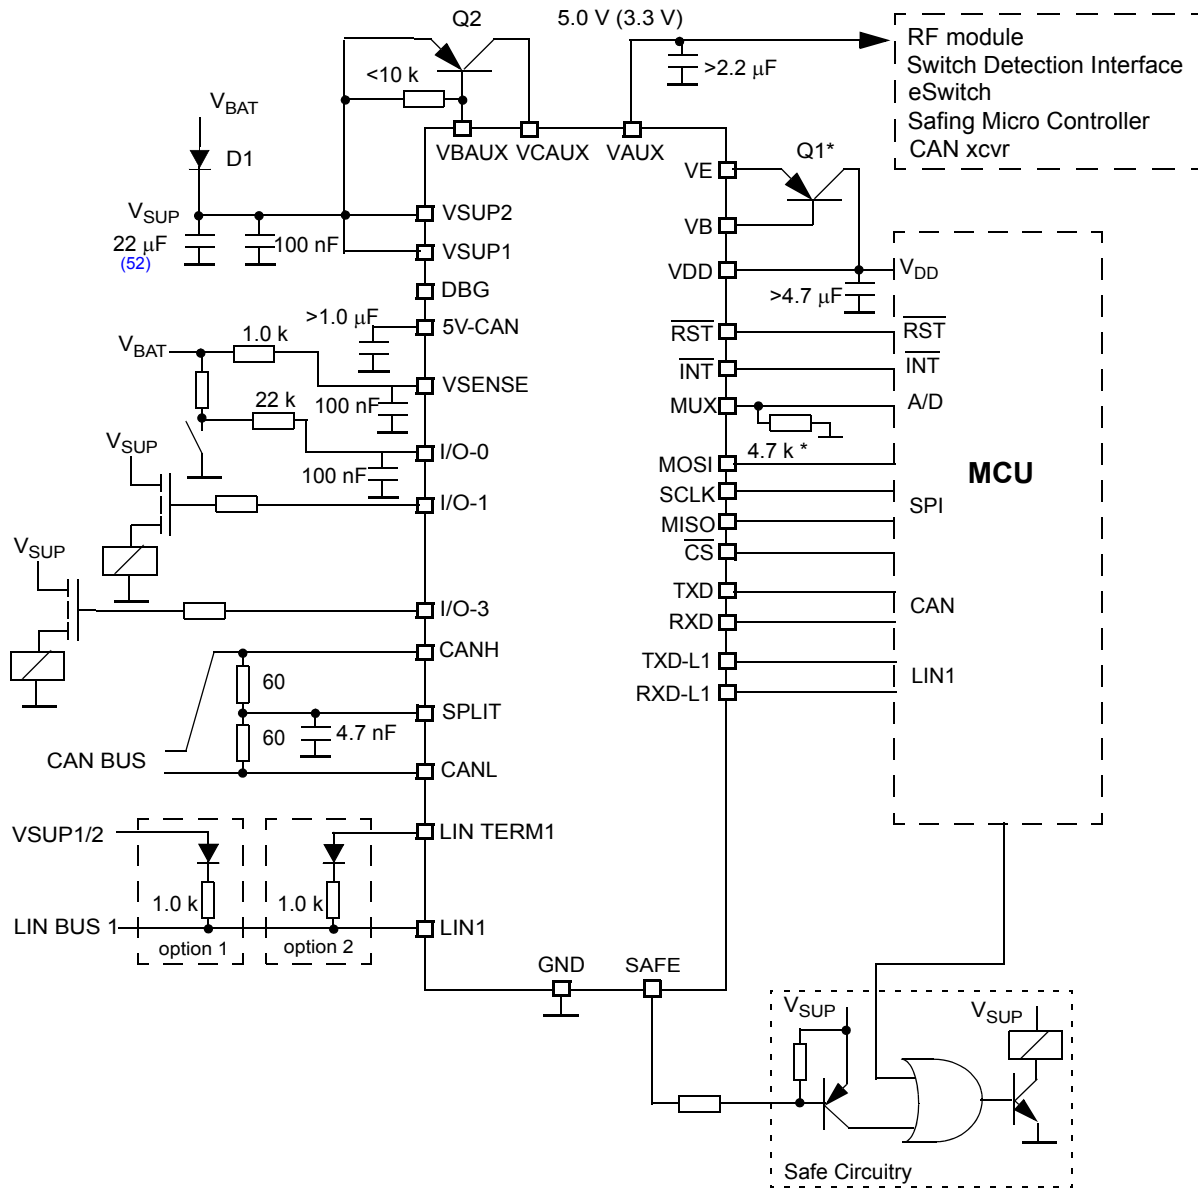 Q2
5.0 V (3.3 V)
RF module
Switch Detection Interface
eSwitch
Safing Micro Controller
CAN xcvr
>2.2 μF
<10 k
VBAT
D1
VBAUX
VCAUX
VAUX
VE
Q1*
VB
VSUP
22 μF
(52)
100 nF
VSUP2
VSUP1
VDD
VDD
>4.7 μF
DBG
>1.0 μF
5V-CAN
RST
RST
VBAT
1.0 k
INT
INT
VSENSE
100 nF
MUX
A/D
22 k
4.7 k *
VSUP
I/O-0
100 nF
MOSI
MCU
SCLK
SPI
I/O-1
MISO
VSUP
CS
TXD
CAN
I/O-3
RXD
CANH
TXD-L1
LIN1
60
RXD-L1
SPLIT
60
4.7 nF
CAN BUS
CANL
VSUP1/2
LIN TERM1
1.0 k
1.0 k
LIN BUS 1
LIN1
option 1
option 2
GND
SAFE
VSUP
VSUP
Safe Circuitry